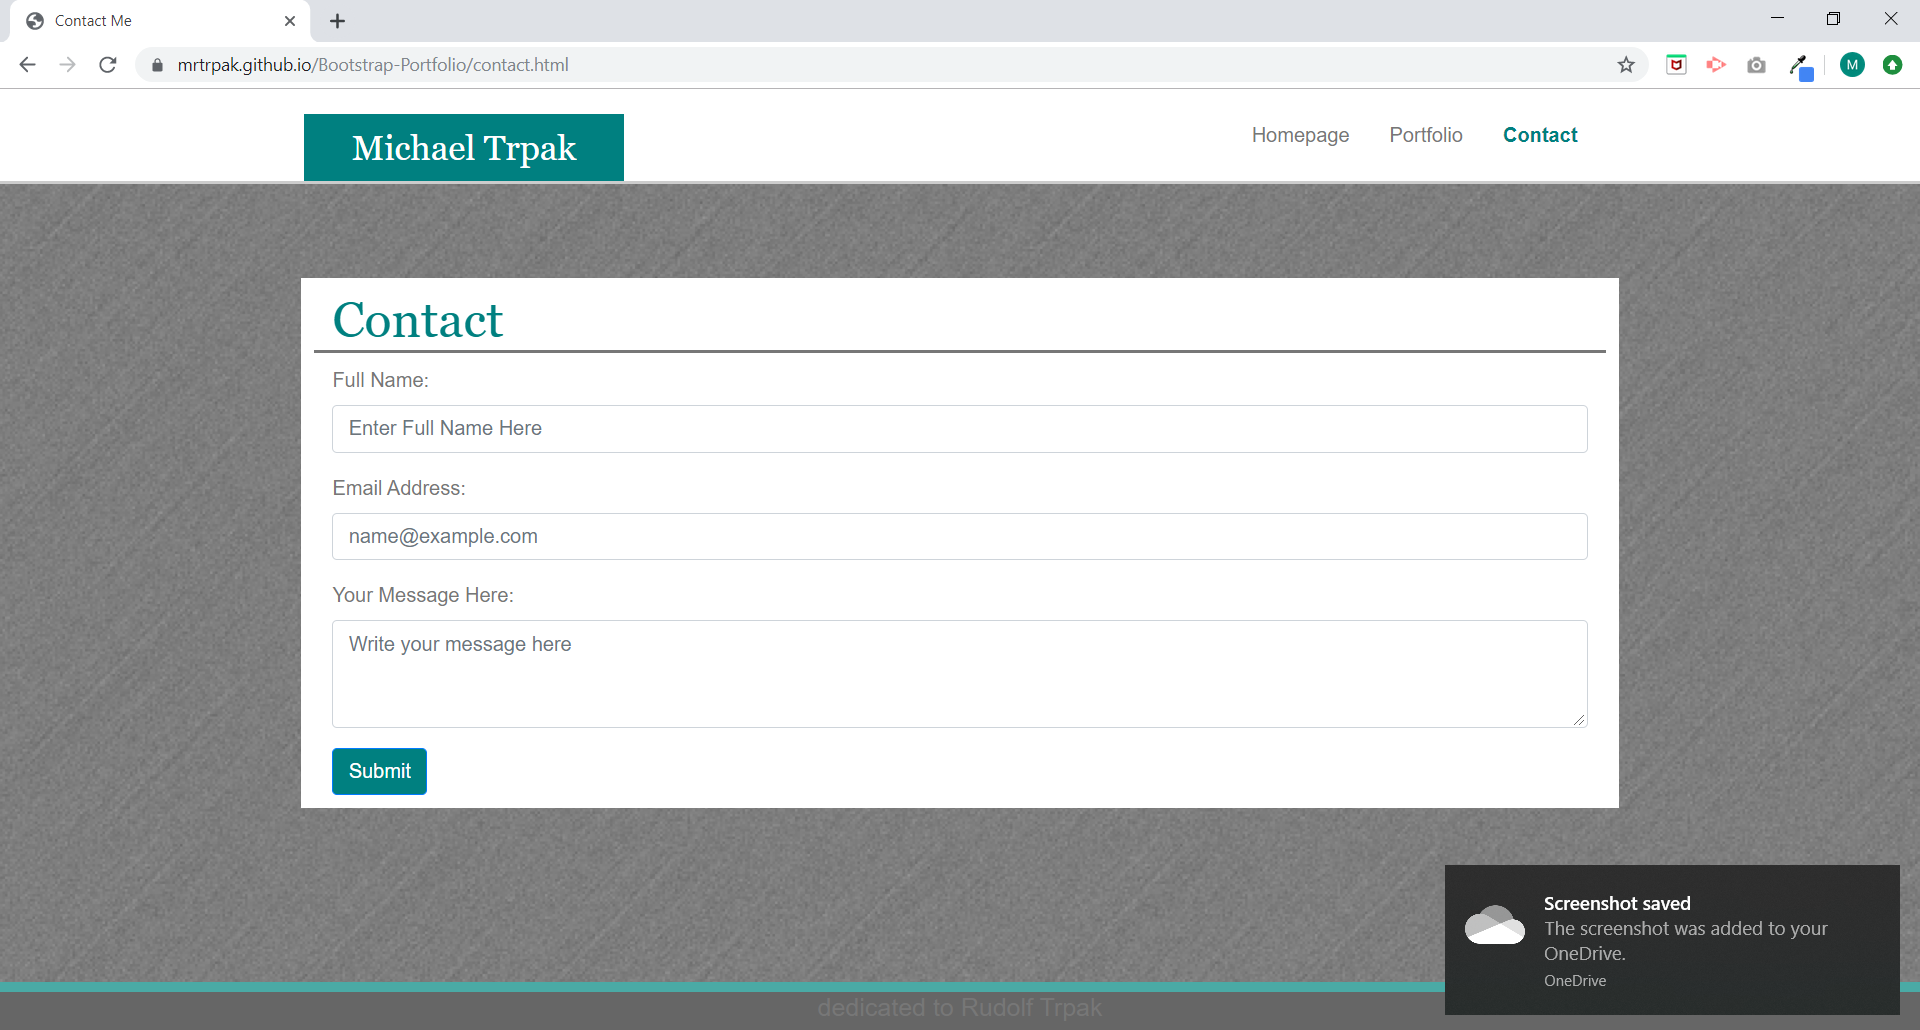 Contact Me
mrtrpak.github.io/Bootstrap-Portfolio/contact.html
M
Michael Trpak
Homepage Portfolio Contact
Contact
Full Name:
Enter Full Name Here
Email Address:
name@example.com
Your Message Here:
Write your message here
Submit
Screenshot saved
The screenshot was added to your
OneDrive.
OneDrive
dedicated to Rudolf Trpak